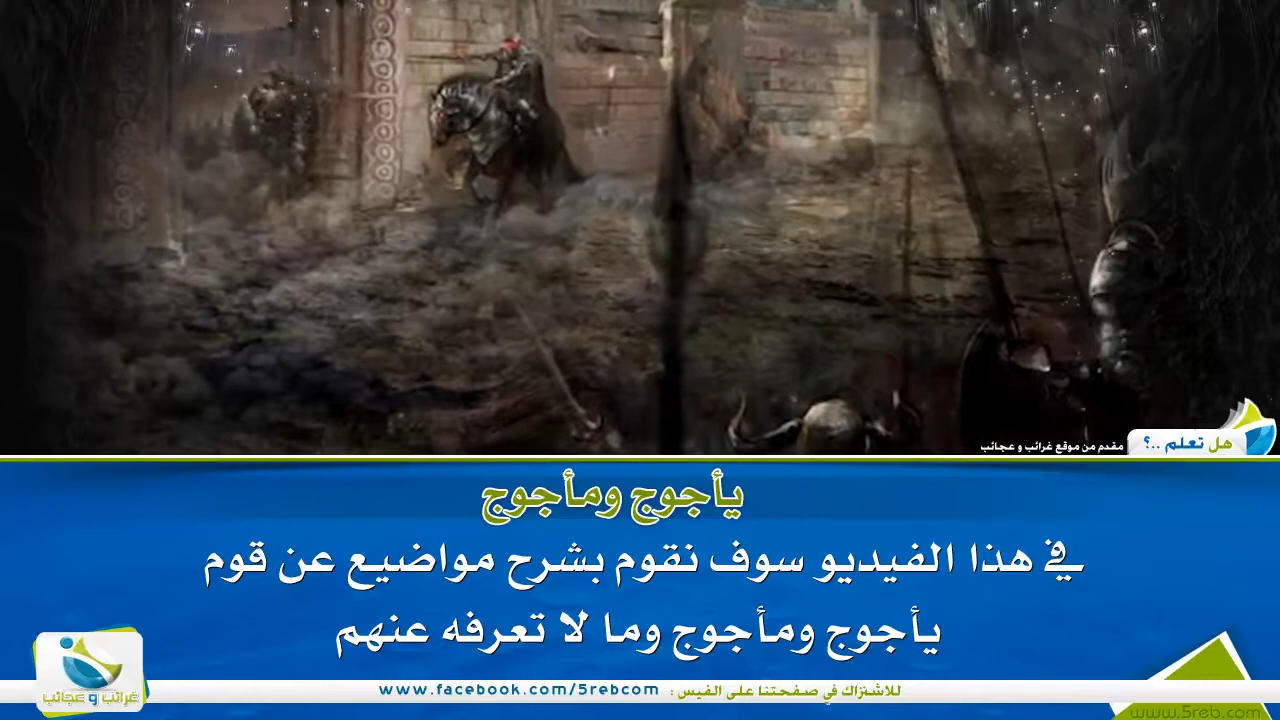 هل تعلم ..؟
مقدم من موقع غرائب و عجائب
يأجوج ومأجوج
في هذا الفيديو سوف نقوم بشرح مواضيع عن قوم
يأجوج ومأجوج وما لا تعرفه عنهم
غرائب و عجائب
للاشتراك في صفحتنا على الفيس : www.facebook.com/5rebcom
www.5reb.com